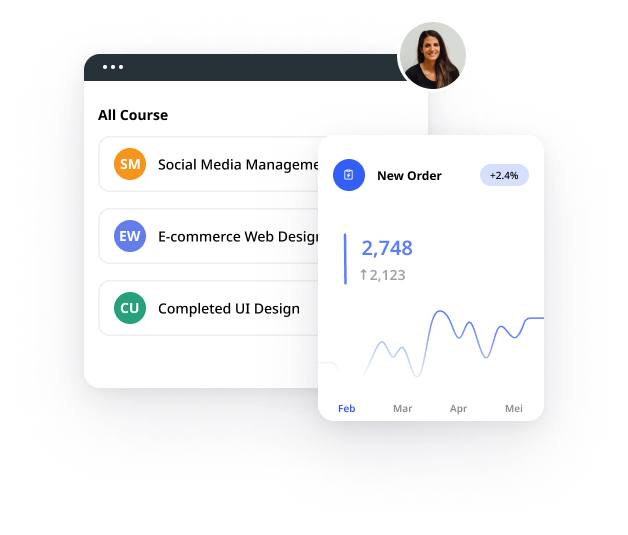 All Course
SM Social Media Manageme
EW E-commerce Web Design
CU Completed UI Design
New Order
+2.4%
2,748
↑2,123
Feb Mar Apr Mei